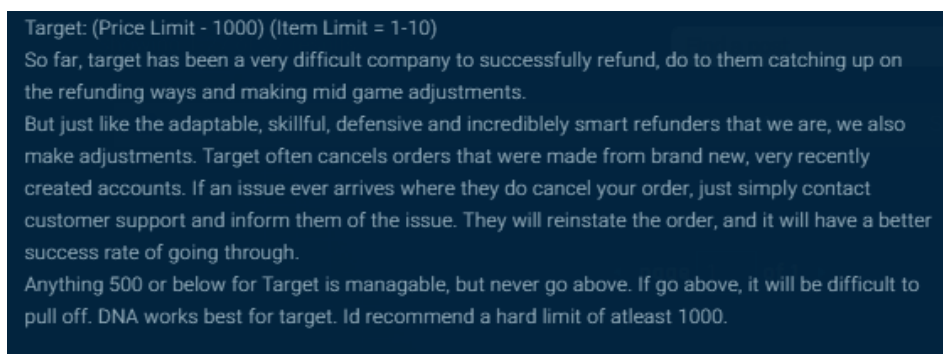 Target: (Price Limit - 1000) (Item Limit = 1-10)
So far, target has been a very difficult company to successfully refund, do to them catching up on
the refunding ways and making mid game adjustments.
But just like the adaptable, skillful, defensive and incrediblely smart refunders that we are, we also
make adjustments. Target often cancels orders that were made from brand new, very recently
created accounts. If an issue ever arrives where they do cancel your order, just simply contact
customer support and inform them of the issue. They will reinstate the order, and it will have a better
success rate of going through.
Anything 500 or below for Target is managable, but never go above. If go above, it will be difficult to
pull off. DNA works best for target. Id recommend a hard limit of atleast 1000.